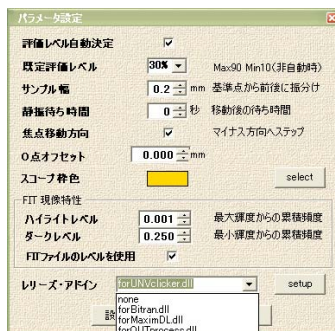 パラメータ設定
評価レベル自動決定
既定評価レベル 30% Max90 Min10(非自動時)
サンプル幅 0.2 mm 基準点から前後に振分け
静振待ち時間 0 秒 移動後の待ち時間
焦点移動方向 マイナス方向へステップ
0点オフセット 0.000 mm
スコープ枠色 select
FIT 現像特性
ハイライトレベル 0.001 最大輝度からの累積頻度
ダークレベル 0.250 最小輝度からの累積頻度
FITファイルのレベルを使用
レリーズ・アドイン forUNVclicker.dll setup
none
forBitran.dll
forMaximDL.dll
forOUTprocess.dll